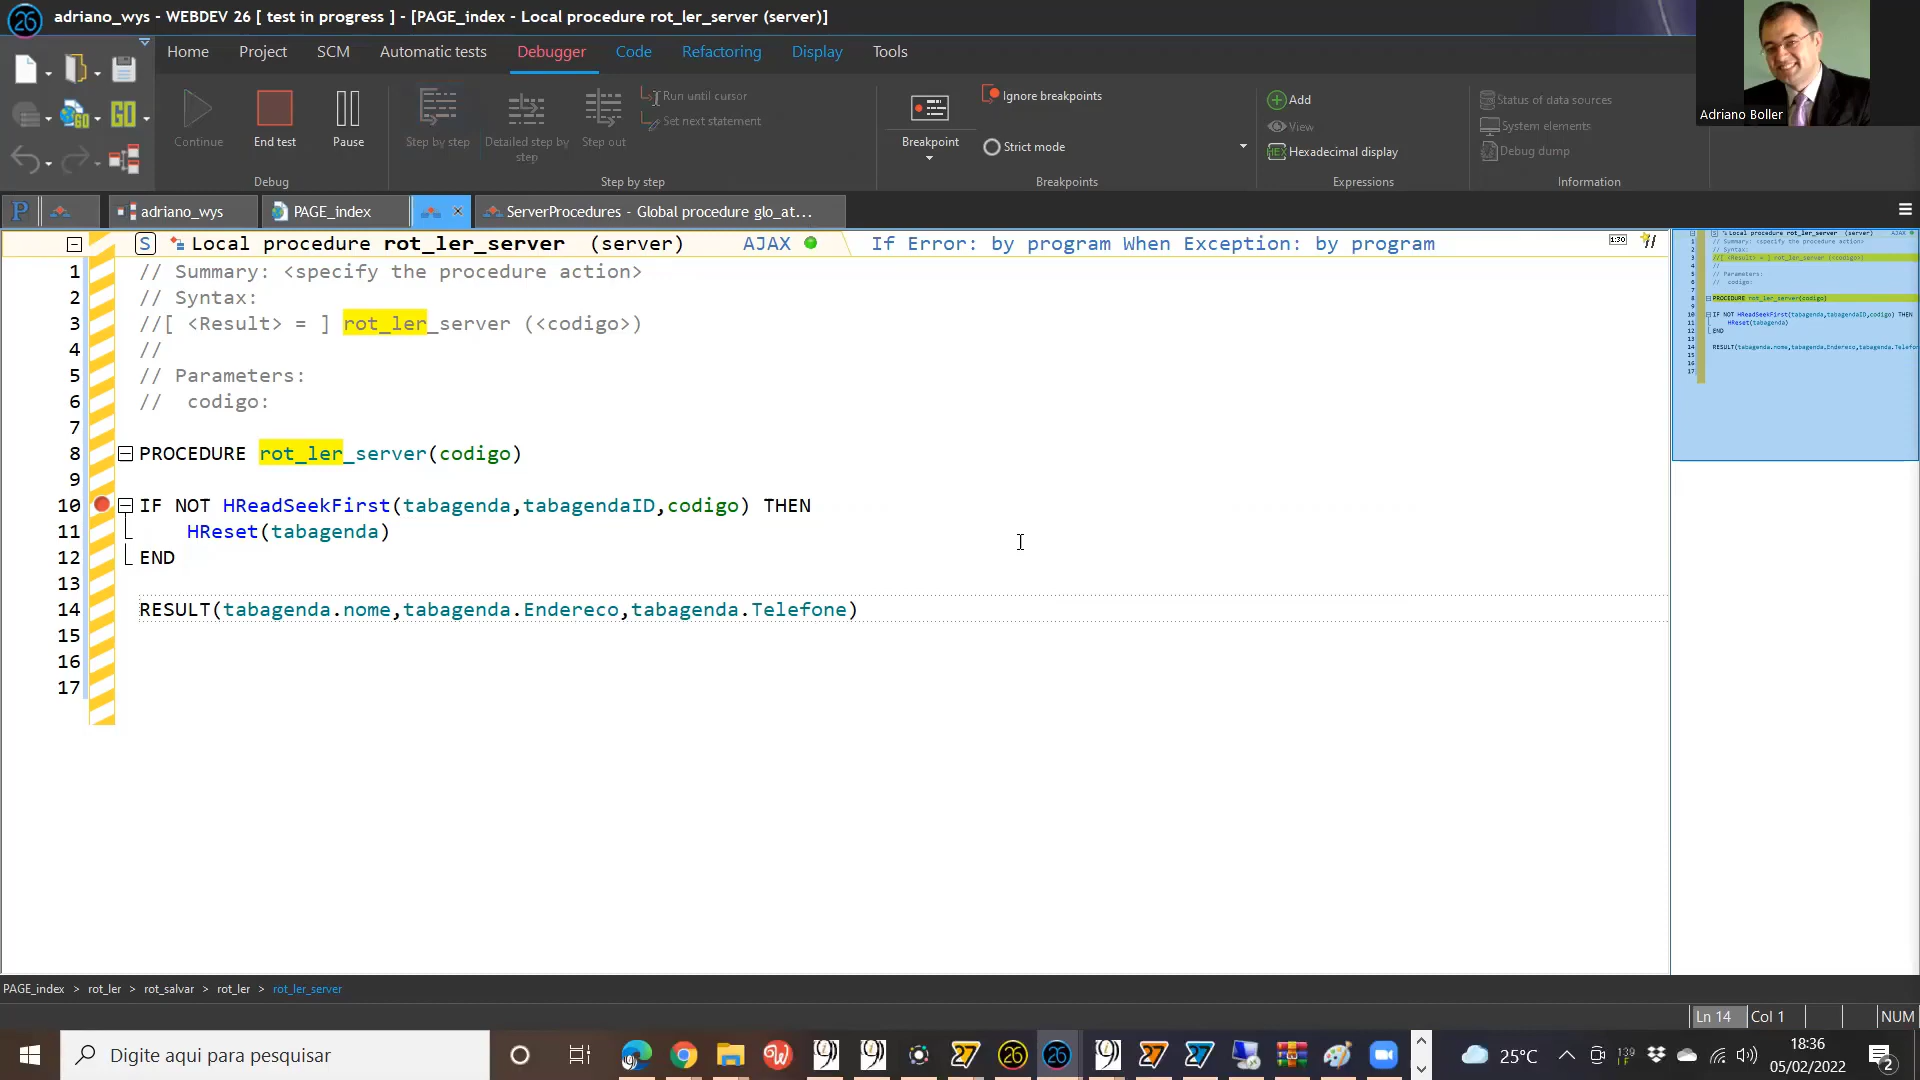 adriano_wys - WEBDEV 26 [ test in progress ] - [PAGE_index - Local procedure rot_ler_server (server)]
Home Project SCM Automatic tests Debugger Code Refactoring Display Tools
Adriano Boller
Continue End test Pause
Debug
Step by step Detailed step by step Step out
Run until cursor
Set next statement
Step by step
Breakpoint
Ignore breakpoints
Strict mode
Breakpoints
Add
View
Hexadecimal display
Expressions
Status of data sources
System elements
Debug dump
Information
adriano_wys PAGE_index ServerProcedures - Global procedure glo_at...
S Local procedure rot_ler_server (server) AJAX If Error: by program When Exception: by program
1 // Summary: <specify the procedure action>
2 // Syntax:
3 //[ <Result> = ] rot_ler_server (<codigo>)
4 //
5 // Parameters:
6 // codigo:
7
8 PROCEDURE rot_ler_server(codigo)
9
10 IF NOT HReadSeekFirst(tabagenda,tabagendaID,codigo) THEN
11 HReset(tabagenda)
12 END
13
14 RESULT(tabagenda.nome,tabagenda.Endereco,tabagenda.Telefone)
15
16
17
PAGE_index > rot_ler > rot_salvar > rot_ler > rot_ler_server
Ln 14 Col 1 NUM
Digite aqui para pesquisar
25°C
18:36
05/02/2022
2